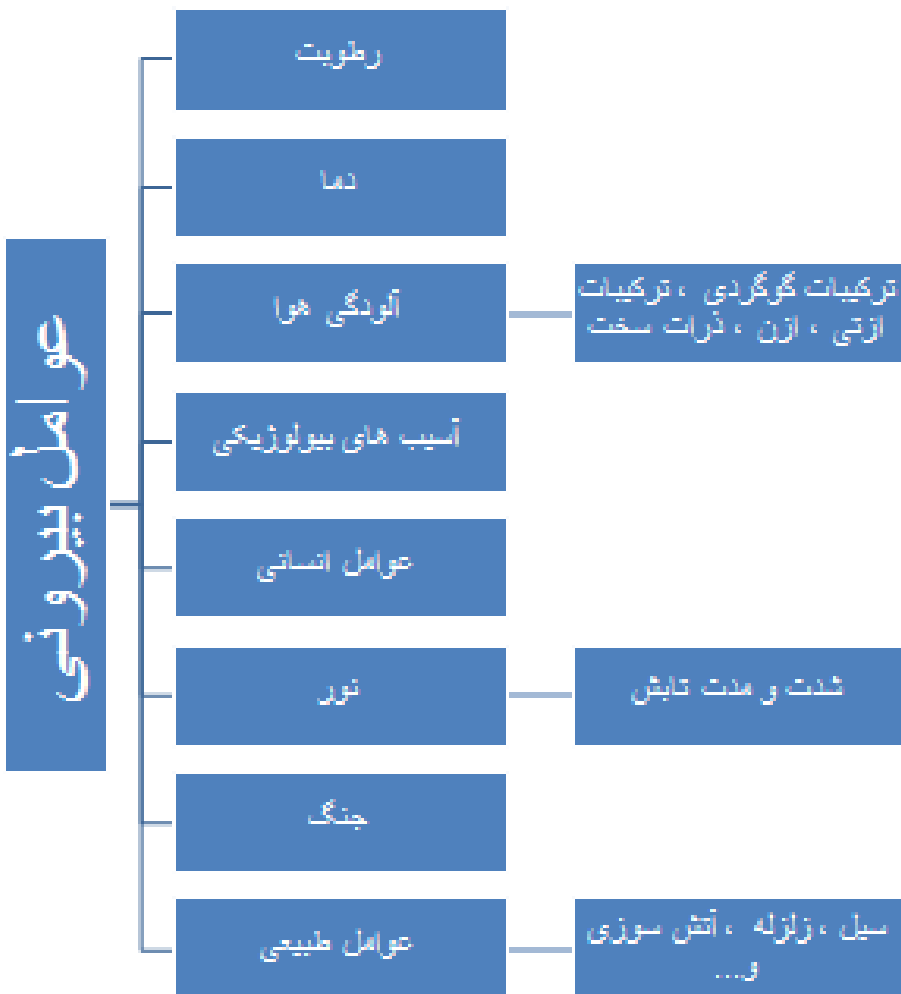 عوامل بیرونی
رطوبت
دما
آلودگی هوا
ترکیبات گوگردی ، ترکیبات
ازتی ، ازن ، ذرات سخت
آسیب های بیولوژیکی
عوامل انسانی
نور
شدت و مدت تابش
جنگ
عوامل طبیعی
سیل ، زلزله ، آتش سوزی
و....